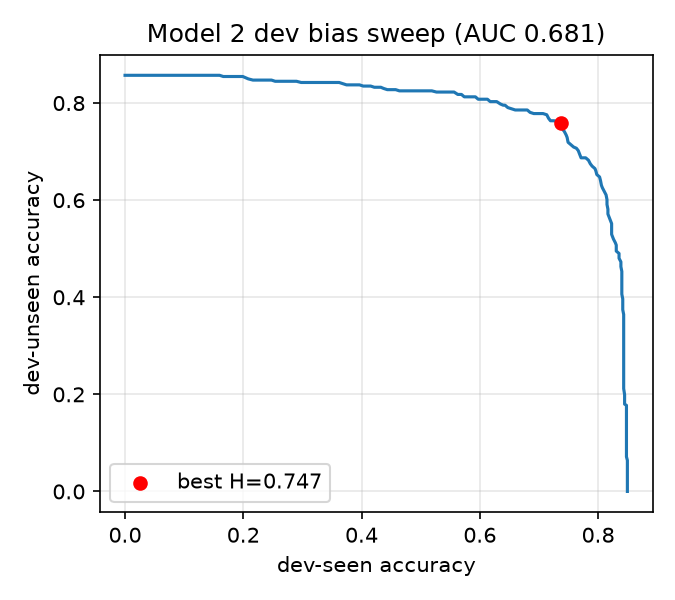 Model 2 dev bias sweep (AUC 0.681)
dev-unseen accuracy
0.8
0.6
0.4
0.2
0.0
best H=0.747
0.0 0.2 0.4 0.6 0.8
dev-seen accuracy